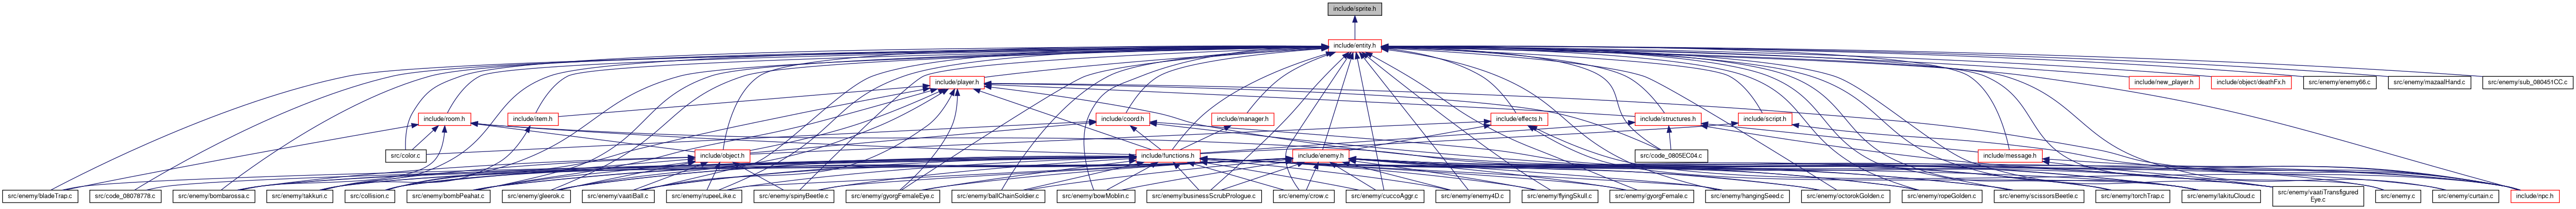 include/sprite.h
include/entity.h
include/player.h
include/new_player.h
include/object/deathFx.h
src/enemy/enemy66.c
src/enemy/mazaalHand.c
src/enemy/sub_080451CC.c
include/room.h
include/item.h
include/coord.h
include/manager.h
include/effects.h
include/structures.h
include/script.h
src/color.c
include/object.h
include/functions.h
include/enemy.h
src/code_0805EC04.c
include/message.h
src/enemy/bladeTrap.c
src/code_08078778.c
src/enemy/bombarossa.c
src/enemy/takkuri.c
src/collision.c
src/enemy/bombPeahat.c
src/enemy/gleerok.c
src/enemy/vaatiBall.c
src/enemy/rupeeLike.c
src/enemy/spinyBeetle.c
src/enemy/gyorgFemaleEye.c
src/enemy/ballChainSoldier.c
src/enemy/bowMoblin.c
src/enemy/businessScrubPrologue.c
src/enemy/crow.c
src/enemy/cuccoAggr.c
src/enemy/enemy4D.c
src/enemy/flyingSkull.c
src/enemy/gyorgFemale.c
src/enemy/hangingSeed.c
src/enemy/octorokGolden.c
src/enemy/ropeGolden.c
src/enemy/scissorsBeetle.c
src/enemy/torchTrap.c
src/enemy/lakituCloud.c
src/enemy/vaatiTransfigured
Eye.c
src/enemy.c
src/enemy/curtain.c
include/npc.h